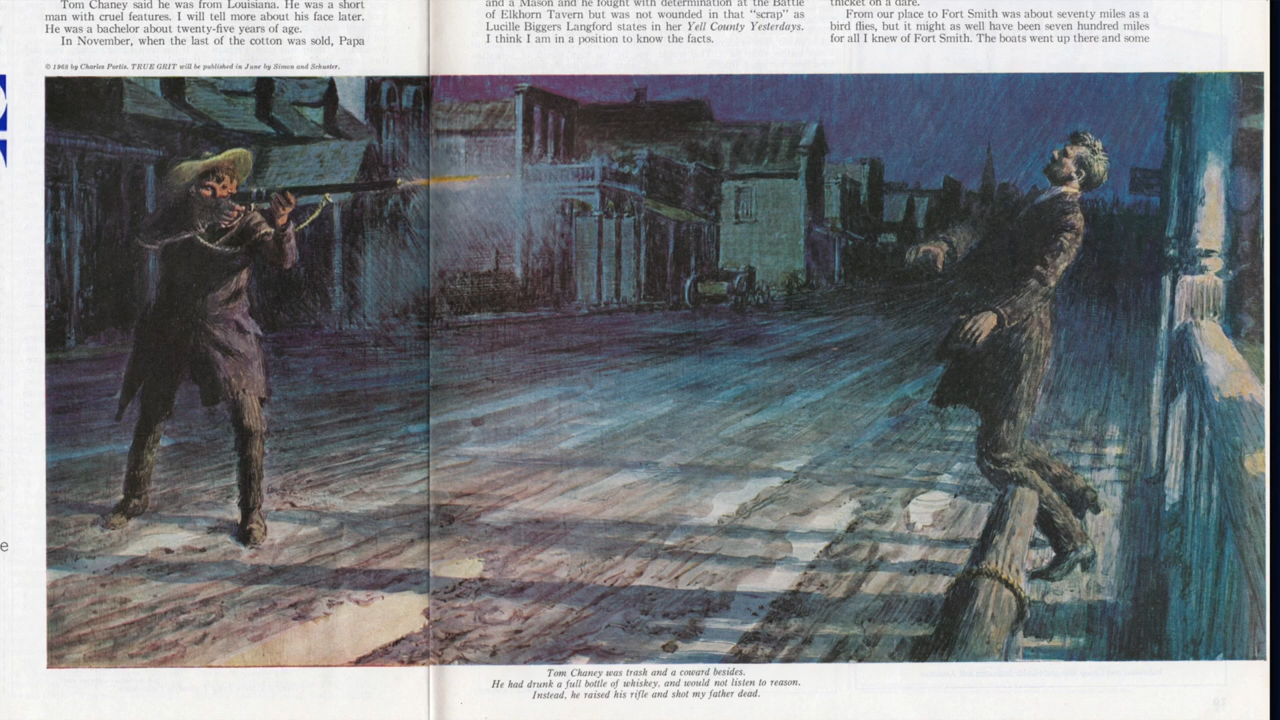 Tom Chaney said he was from Louisiana. He was a short
man with cruel features. I will tell more about his face later.
He was a bachelor about twenty-five years of age.
In November, when the last of the cotton was sold, Papa
and a Mason and he fought with determination at the Battle
of Elkhorn Tavern but was not wounded in that "scrap" as
Lucille Biggers Langford states in her Yell County Yesterdays.
I think I am in a position to know the facts.
thicket on a dare.
From our place to Fort Smith was about seventy miles as a
bird flies, but it might as well have been seven hundred miles
for all I knew of Fort Smith. The boats went up there and some
© 1968 by Charles Portis. TRUE GRIT will be published in June by Simon and Schuster.
e
Tom Chaney was trash and a coward besides.
He had drunk a full bottle of whiskey, and would not listen to reason.
Instead, he raised his rifle and shot my father dead.